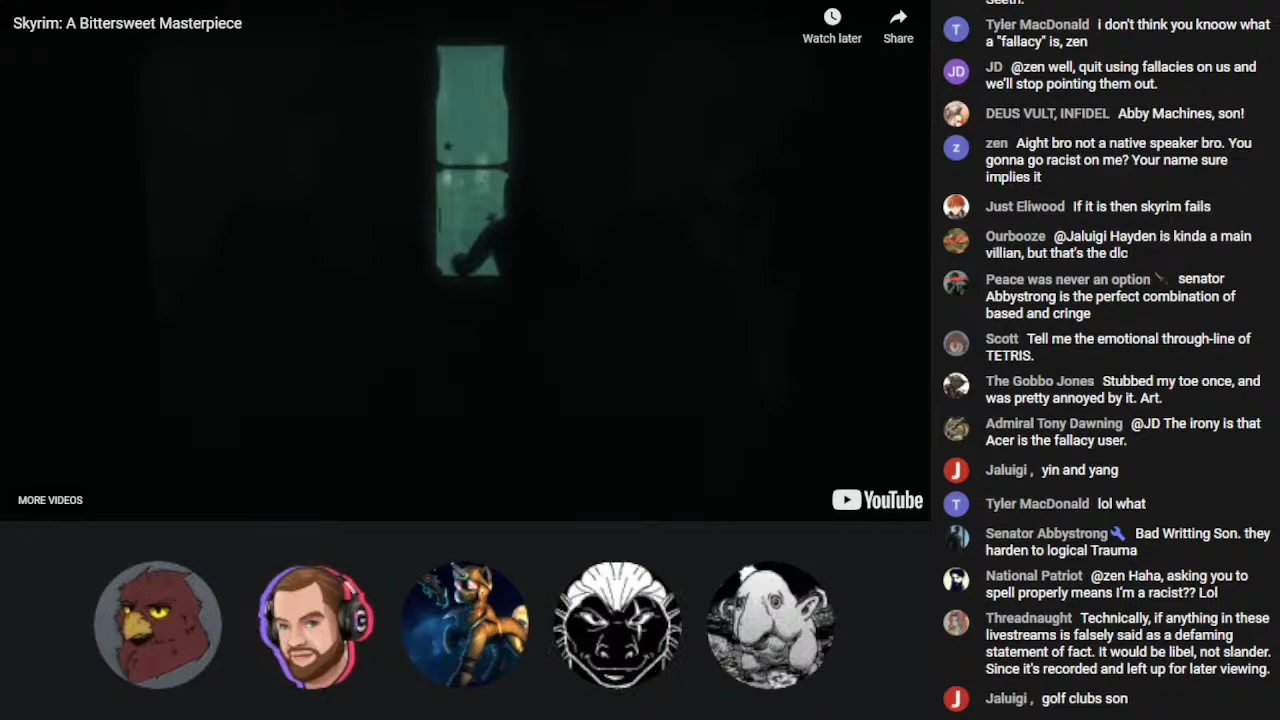 Skyrim: A Bittersweet Masterpiece
Watch later
Share
MORE VIDEOS
YouTube
Seeth.
Tyler MacDonald i don't think you knoow what
a "fallacy" is, zen
JD @zen well, quit using fallacies on us and
we'll stop pointing them out.
DEUS VULT, INFIDEL Abby Machines, son!
zen Aight bro not a native speaker bro. You
gonna go racist on me? Your name sure
implies it
Just Eliwood If it is then skyrim fails
Ourbooze @Jaluigi Hayden is kinda a main
villian, but that's the dlc
Peace was never an option senator
Abbystrong is the perfect combination of
based and cringe
Scott Tell me the emotional through-line of
TETRIS.
The Gobbo Jones Stubbed my toe once, and
was pretty annoyed by it. Art.
Admiral Tony Dawning @JD The irony is that
Acer is the fallacy user.
Jaluigi , yin and yang
Tyler MacDonald lol what
Senator Abbystrong Bad Writting Son. they
harden to logical Trauma
National Patriot @zen Haha, asking you to
spell properly means I'm a racist?? Lol
Threadnaught Technically, if anything in these
livestreams is falsely said as a defaming
statement of fact. It would be libel, not slander.
Since it's recorded and left up for later viewing.
Jaluigi , golf clubs son
T
JD
z
J
T
J